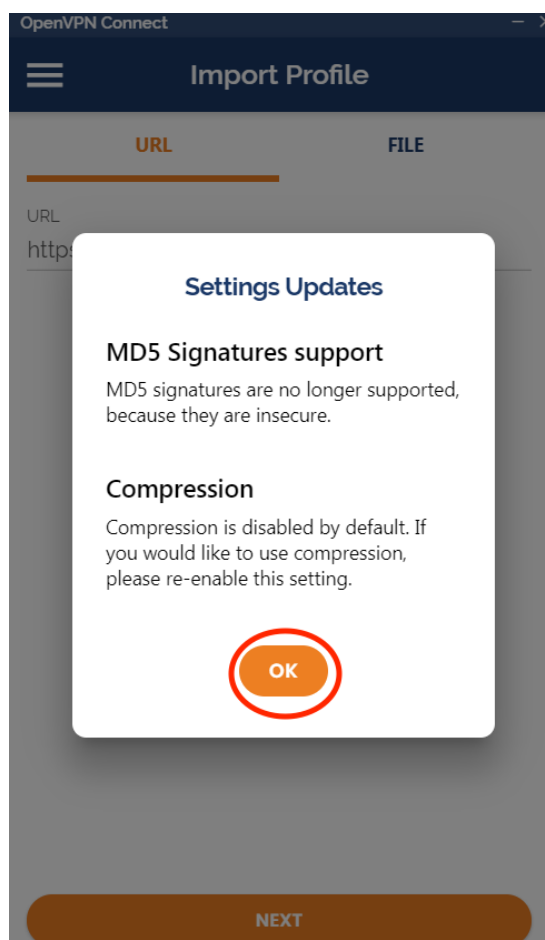 OpenVPN Connect
Import Profile
URL
FILE
URL
https
Settings Updates
MD5 Signatures support
MD5 signatures are no longer supported,
because they are insecure.
Compression
Compression is disabled by default. If
you would like to use compression,
please re-enable this setting.
OK
NEXT